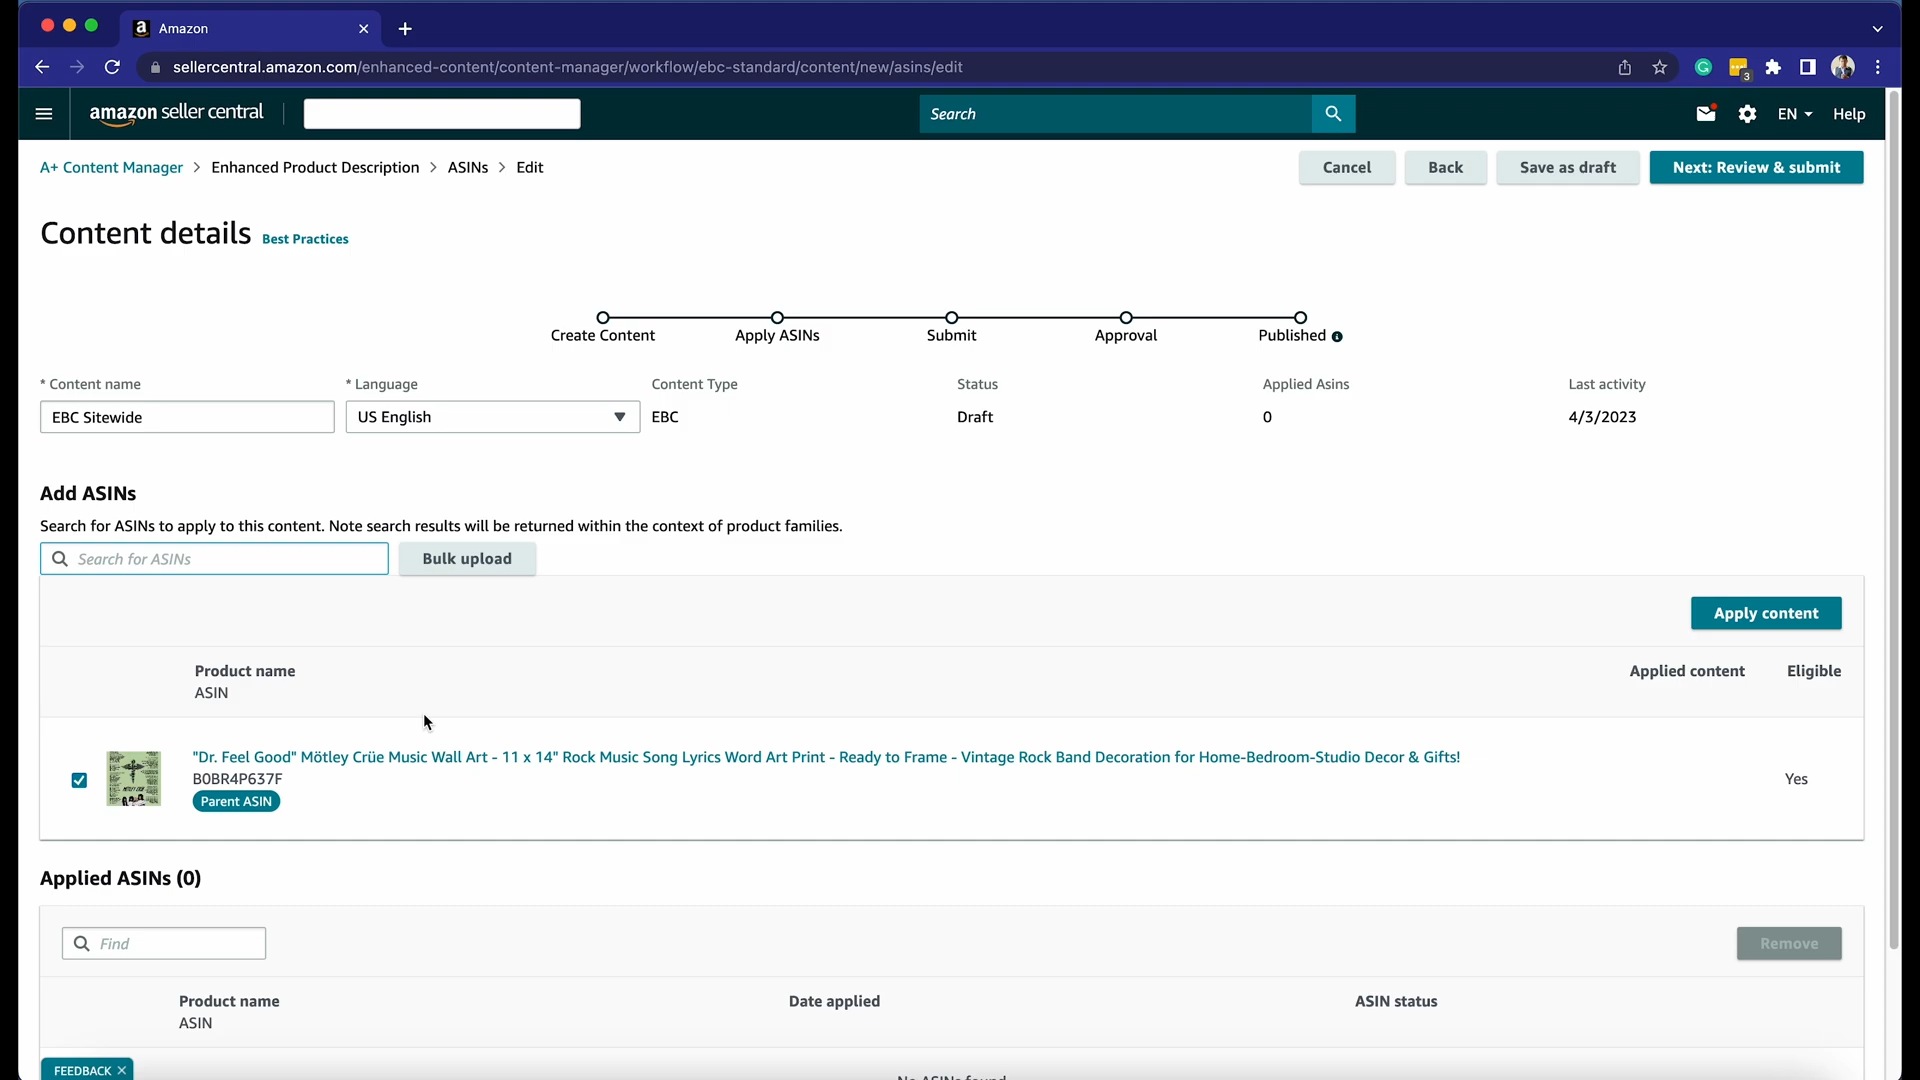 Amazon
sellercentral.amazon.com/enhanced-content/content-manager/workflow/ebc-standard/content/new/asins/edit
3
amazon seller central
Search
EN
Help
A+ Content Manager > Enhanced Product Description > ASINs > Edit
Cancel
Back
Save as draft
Next: Review & submit
Content details
Best Practices
Create Content
Apply ASINs
Submit
Approval
Published
* Content name
* Language
Content Type
Status
Applied Asins
Last activity
EBC Sitewide
US English
EBC
Draft
0
4/3/2023
Add ASINs
Search for ASINs to apply to this content. Note search results will be returned within the context of product families.
Search for ASINs
Bulk upload
Apply content
Product name
ASIN
Applied content
Eligible
"Dr. Feel Good" Mötley Crüe Music Wall Art - 11 x 14" Rock Music Song Lyrics Word Art Print - Ready to Frame - Vintage Rock Band Decoration for Home-Bedroom-Studio Decor & Gifts!
B0BR4P637F
Parent ASIN
Yes
Applied ASINs (0)
Find
Remove
Product name
ASIN
Date applied
ASIN status
No ASINs found
FEEDBACK